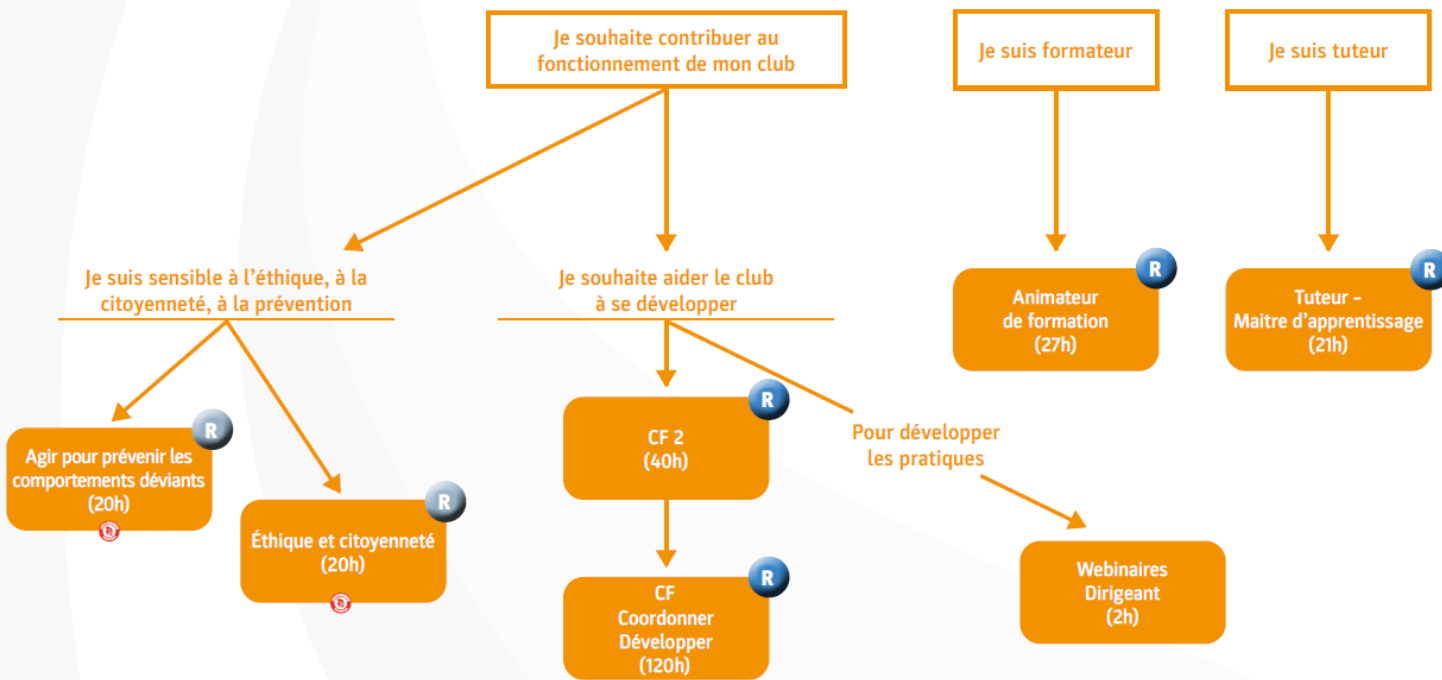 Je souhaite contribuer au
fonctionnement de mon club
Je suis formateur
Je suis tuteur
Je suis sensible à l'éthique, à la
citoyenneté, à la prévention
Je souhaite aider le club
à se développer
R
Animateur
de formation
(27h)
R
Tuteur –
Maitre d'apprentissage
(21h)
R
Agir pour prévenir les
comportements déviants
(20h)
R
Éthique et citoyenneté
(20h)
R
CF 2
(40h)
Pour développer
les pratiques
R
CF
Coordonner
Développer
(120h)
Webinaires
Dirigeant
(2h)